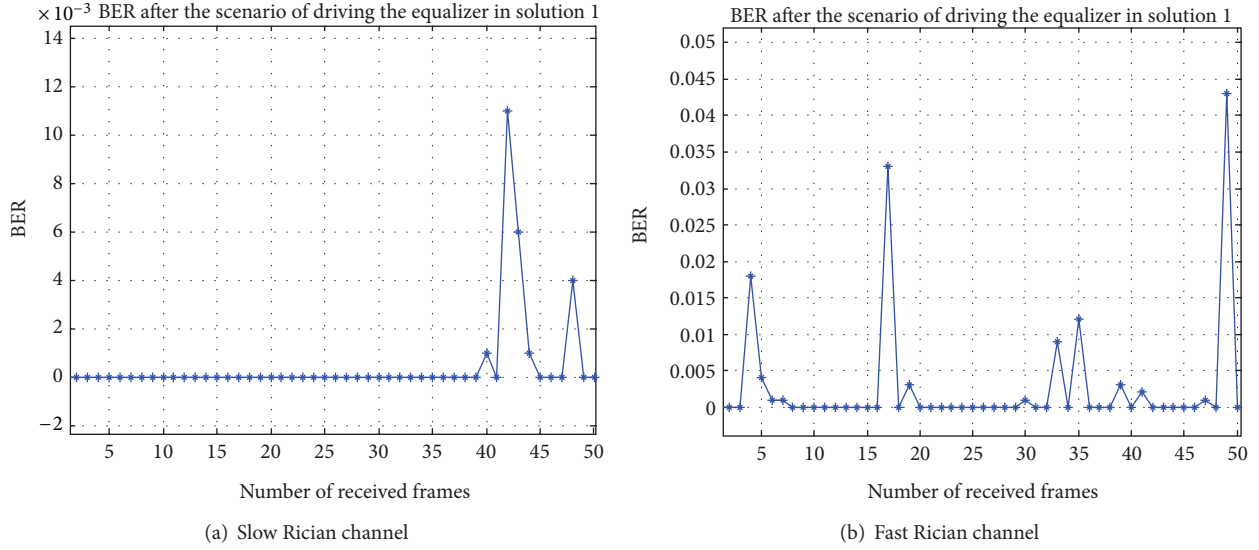 × 10−3 BER after the scenario of driving the equalizer in solution 1
14
12
10
8
6
4
2
0
−2
BER
5 10 15 20 25 30 35 40 45 50
Number of received frames
(a) Slow Rician channel
BER after the scenario of driving the equalizer in solution 1
0.05
0.045
0.04
0.035
0.03
0.025
0.02
0.015
0.01
0.005
0
BER
5 10 15 20 25 30 35 40 45 50
Number of received frames
(b) Fast Rician channel